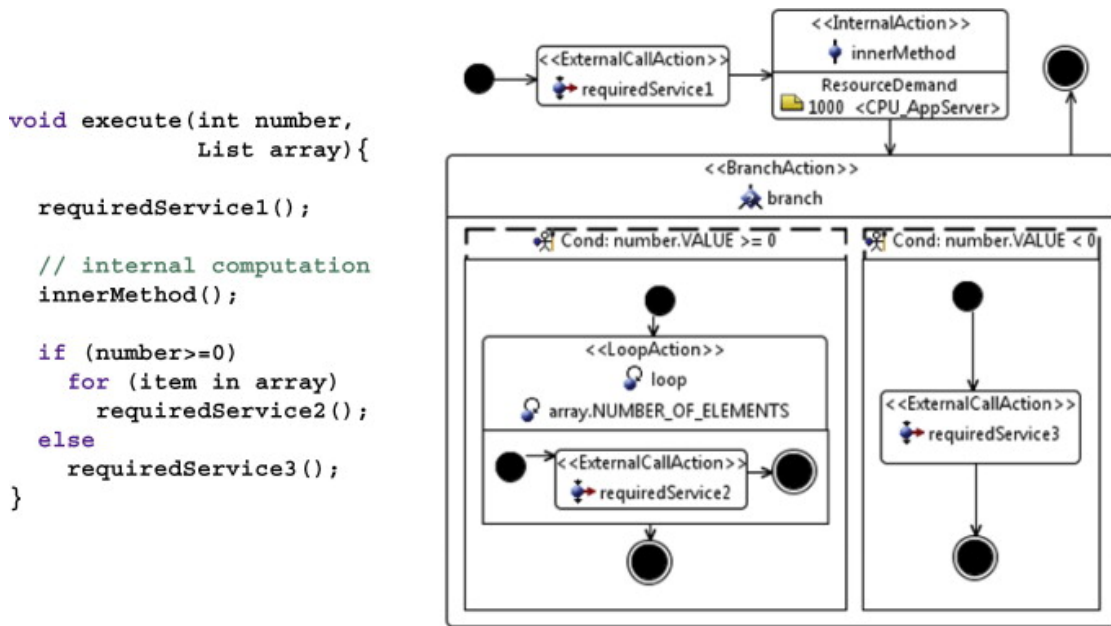 void execute(int number,
List array){
requiredService1();
// internal computation
innerMethod();
if (number>=0)
for (item in array)
requiredService2();
else
requiredService3();
}
<<ExternalCallAction>>
requiredService1
<<InternalAction>>
innerMethod
ResourceDemand
1000 <CPU_AppServer>
<<BranchAction>>
branch
Cond: number.VALUE >= 0
<<LoopAction>>
loop
array.NUMBER_OF_ELEMENTS
<<ExternalCallAction>>
requiredService2
Cond: number.VALUE < 0
<<ExternalCallAction>>
requiredService3